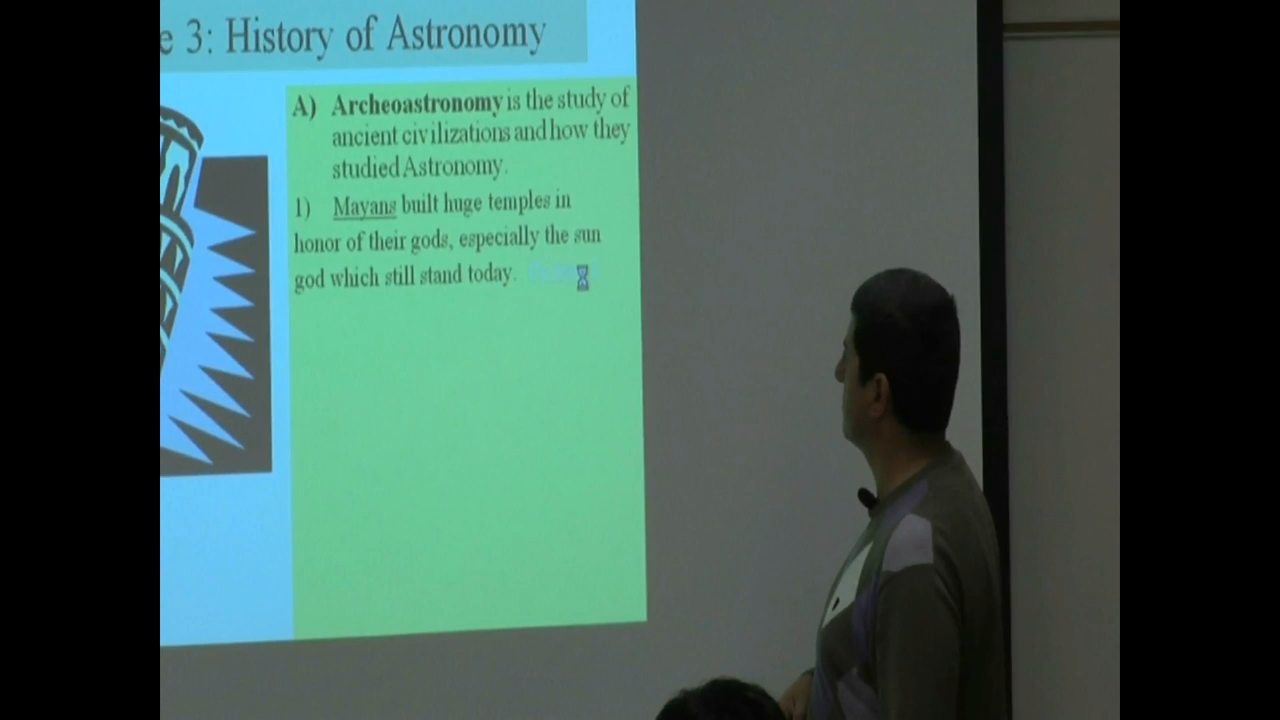 e 3: History of Astronomy
A) Archeoastronomy is the study of
ancient civilizations and how they
studied Astronomy.
1) Mayans built huge temples in
honor of their gods, especially the sun
god which still stand today.